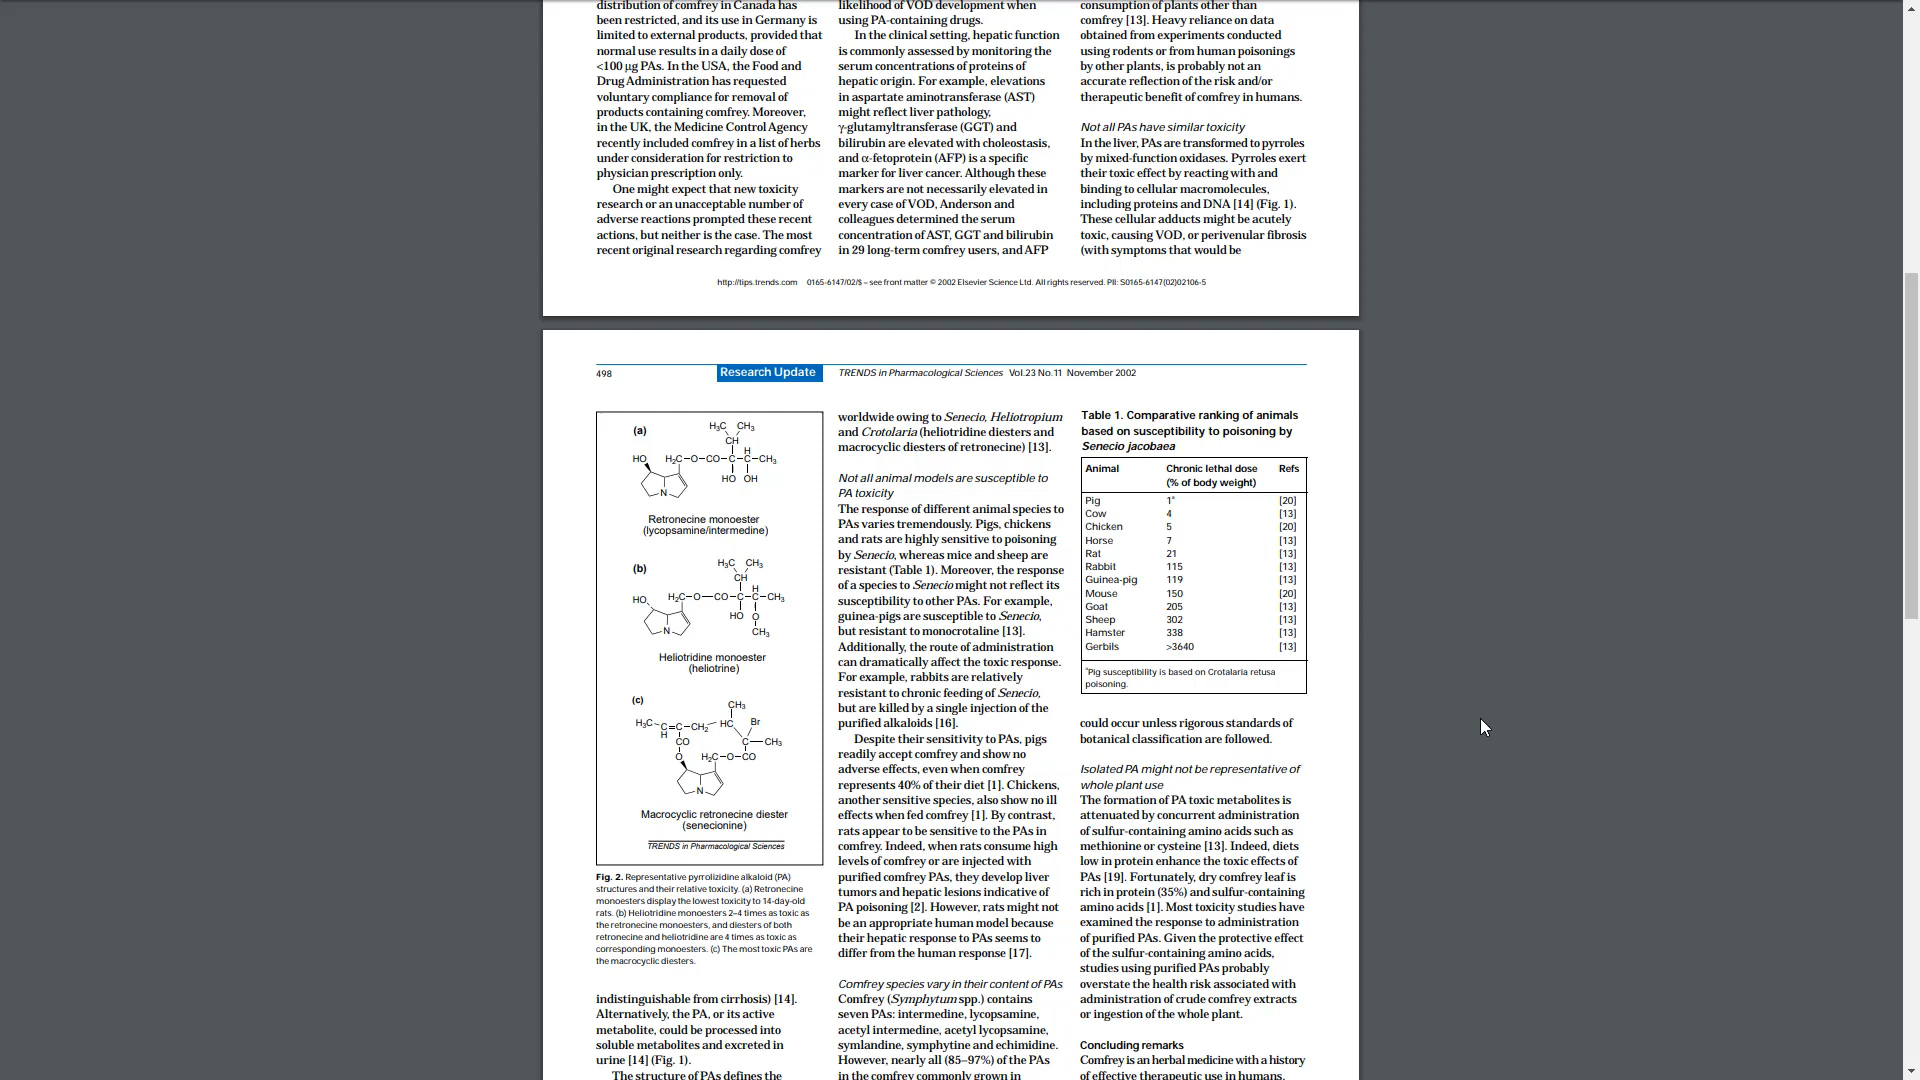 distribution of comfrey in Canada has
been restricted, and its use in Germany is
limited to external products, provided that
normal use results in a daily dose of
<100 μg PAs. In the USA, the Food and
Drug Administration has requested
voluntary compliance for removal of
products containing comfrey. Moreover,
in the UK, the Medicine Control Agency
recently included comfrey in a list of herbs
under consideration for restriction to
physician prescription only.
One might expect that new toxicity
research or an unacceptable number of
adverse reactions prompted these recent
actions, but neither is the case. The most
recent original research regarding comfrey
likelihood of VOD development when
using PA-containing drugs.
In the clinical setting, hepatic function
is commonly assessed by monitoring the
serum concentrations of proteins of
hepatic origin. For example, elevations
in aspartate aminotransferase (AST)
might reflect liver pathology,
γ-glutamyltransferase (GGT) and
bilirubin are elevated with choleostasis,
and α-fetoprotein (AFP) is a specific
marker for liver cancer. Although these
markers are not necessarily elevated in
every case of VOD, Anderson and
colleagues determined the serum
concentration of AST, GGT and bilirubin
in 29 long-term comfrey users, and AFP
consumption of plants other than
comfrey [13]. Heavy reliance on data
obtained from experiments conducted
using rodents or from human poisonings
by other plants, is probably not an
accurate reflection of the risk and/or
therapeutic benefit of comfrey in humans.
Not all PAs have similar toxicity
In the liver, PAs are transformed to pyrroles
by mixed-function oxidases. Pyrroles exert
their toxic effect by reacting with and
binding to cellular macromolecules,
including proteins and DNA [14] (Fig. 1).
These cellular adducts might be acutely
toxic, causing VOD, or perivenular fibrosis
(with symptoms that would be
http://tips.trends.com 0165-6147/02/$ – see front matter © 2002 Elsevier Science Ltd. All rights reserved. PII: S0165-6147(02)02106-5
498 Research Update TRENDS in Pharmacological Sciences Vol.23 No.11 November 2002
(a)
H₃C CH₃
CH
H
HO H₂C–O–CO–C–C–CH₃
HO OH
N
Retronecine monoester
(lycopsamine/intermedine)
(b)
H₃C CH₃
CH
H
HO H₂C–O–CO–C–C–CH₃
HO O
CH₃
N
Heliotridine monoester
(heliotrine)
(c)
CH₃
H₃C–C=C–CH₂ HC Br
H
CO C–CH₃
O H₂C–O–CO
N
Macrocyclic retronecine diester
(senecionine)
TRENDS in Pharmacological Sciences
Fig. 2. Representative pyrrolizidine alkaloid (PA)
structures and their relative toxicity. (a) Retronecine
monoesters display the lowest toxicity to 14-day-old
rats. (b) Heliotridine monoesters 2–4 times as toxic as
the retronecine monoesters, and diesters of both
retronecine and heliotridine are 4 times as toxic as
corresponding monoesters. (c) The most toxic PAs are
the macrocyclic diesters.
indistinguishable from cirrhosis) [14].
Alternatively, the PA, or its active
metabolite, could be processed into
soluble metabolites and excreted in
urine [14] (Fig. 1).
The structure of PAs defines the
worldwide owing to Senecio, Heliotropium
and Crotolaria (heliotridine diesters and
macrocyclic diesters of retronecine) [13].
Not all animal models are susceptible to
PA toxicity
The response of different animal species to
PAs varies tremendously. Pigs, chickens
and rats are highly sensitive to poisoning
by Senecio, whereas mice and sheep are
resistant (Table 1). Moreover, the response
of a species to Senecio might not reflect its
susceptibility to other PAs. For example,
guinea-pigs are susceptible to Senecio,
but resistant to monocrotaline [13].
Additionally, the route of administration
can dramatically affect the toxic response.
For example, rabbits are relatively
resistant to chronic feeding of Senecio,
but are killed by a single injection of the
purified alkaloids [16].
Despite their sensitivity to PAs, pigs
readily accept comfrey and show no
adverse effects, even when comfrey
represents 40% of their diet [1]. Chickens,
another sensitive species, also show no ill
effects when fed comfrey [1]. By contrast,
rats appear to be sensitive to the PAs in
comfrey. Indeed, when rats consume high
levels of comfrey or are injected with
purified comfrey PAs, they develop liver
tumors and hepatic lesions indicative of
PA poisoning [2]. However, rats might not
be an appropriate human model because
their hepatic response to PAs seems to
differ from the human response [17].
Comfrey species vary in their content of PAs
Comfrey (Symphytum spp.) contains
seven PAs: intermedine, lycopsamine,
acetyl intermedine, acetyl lycopsamine,
symlandine, symphytine and echimidine.
However, nearly all (85–97%) of the PAs
in the comfrey commonly grown in
Table 1. Comparative ranking of animals
based on susceptibility to poisoning by
Senecio jacobaea
Animal Chronic lethal dose Refs
(% of body weight)
Pig 1ᵃ [20]
Cow 4 [13]
Chicken 5 [20]
Horse 7 [13]
Rat 21 [13]
Rabbit 115 [13]
Guinea-pig 119 [13]
Mouse 150 [20]
Goat 205 [13]
Sheep 302 [13]
Hamster 338 [13]
Gerbils >3640 [13]
ᵃPig susceptibility is based on Crotalaria retusa
poisoning.
could occur unless rigorous standards of
botanical classification are followed.
Isolated PA might not be representative of
whole plant use
The formation of PA toxic metabolites is
attenuated by concurrent administration
of sulfur-containing amino acids such as
methionine or cysteine [13]. Indeed, diets
low in protein enhance the toxic effects of
PAs [19]. Fortunately, dry comfrey leaf is
rich in protein (35%) and sulfur-containing
amino acids [1]. Most toxicity studies have
examined the response to administration
of purified PAs. Given the protective effect
of the sulfur-containing amino acids,
studies using purified PAs probably
overstate the health risk associated with
administration of crude comfrey extracts
or ingestion of the whole plant.
Concluding remarks
Comfrey is an herbal medicine with a history
of effective therapeutic use in humans.